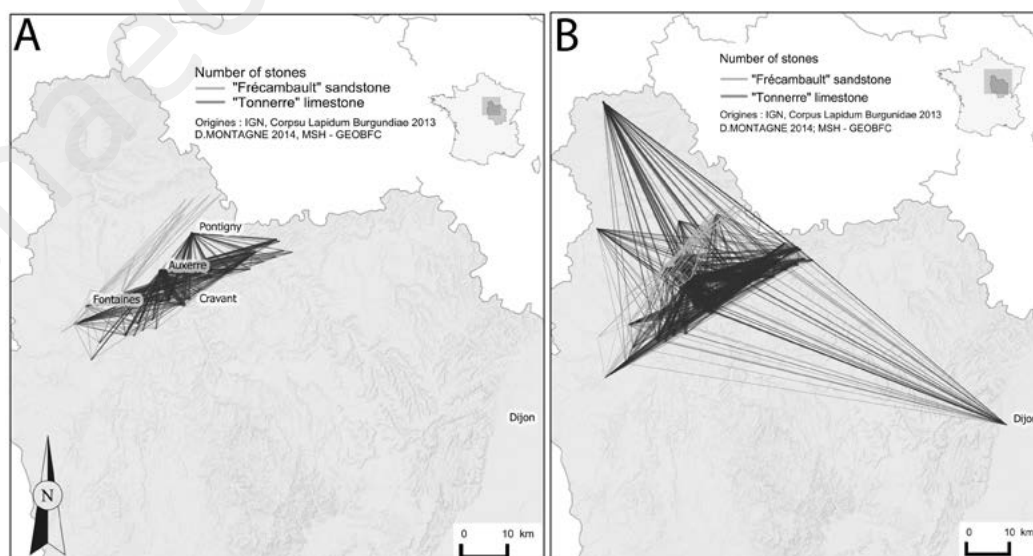 A
Number of stones
"Frécambault" sandstone
"Tonnerre" limestone
Origines : IGN, Corpsu Lapidum Burgundiae 2013
D.MONTAGNE 2014, MSH - GEOBFC
Pontigny
Auxerre
Fontaines
Cravant
Dijon
N
0 10 km
B
Number of stones
"Frécambault" sandstone
"Tonnerre" limestone
Origines : IGN, Corpus Lapidum Burgunidae 2013
D.MONTAGNE 2014; MSH - GEOBFC
Dijon
0 10 km